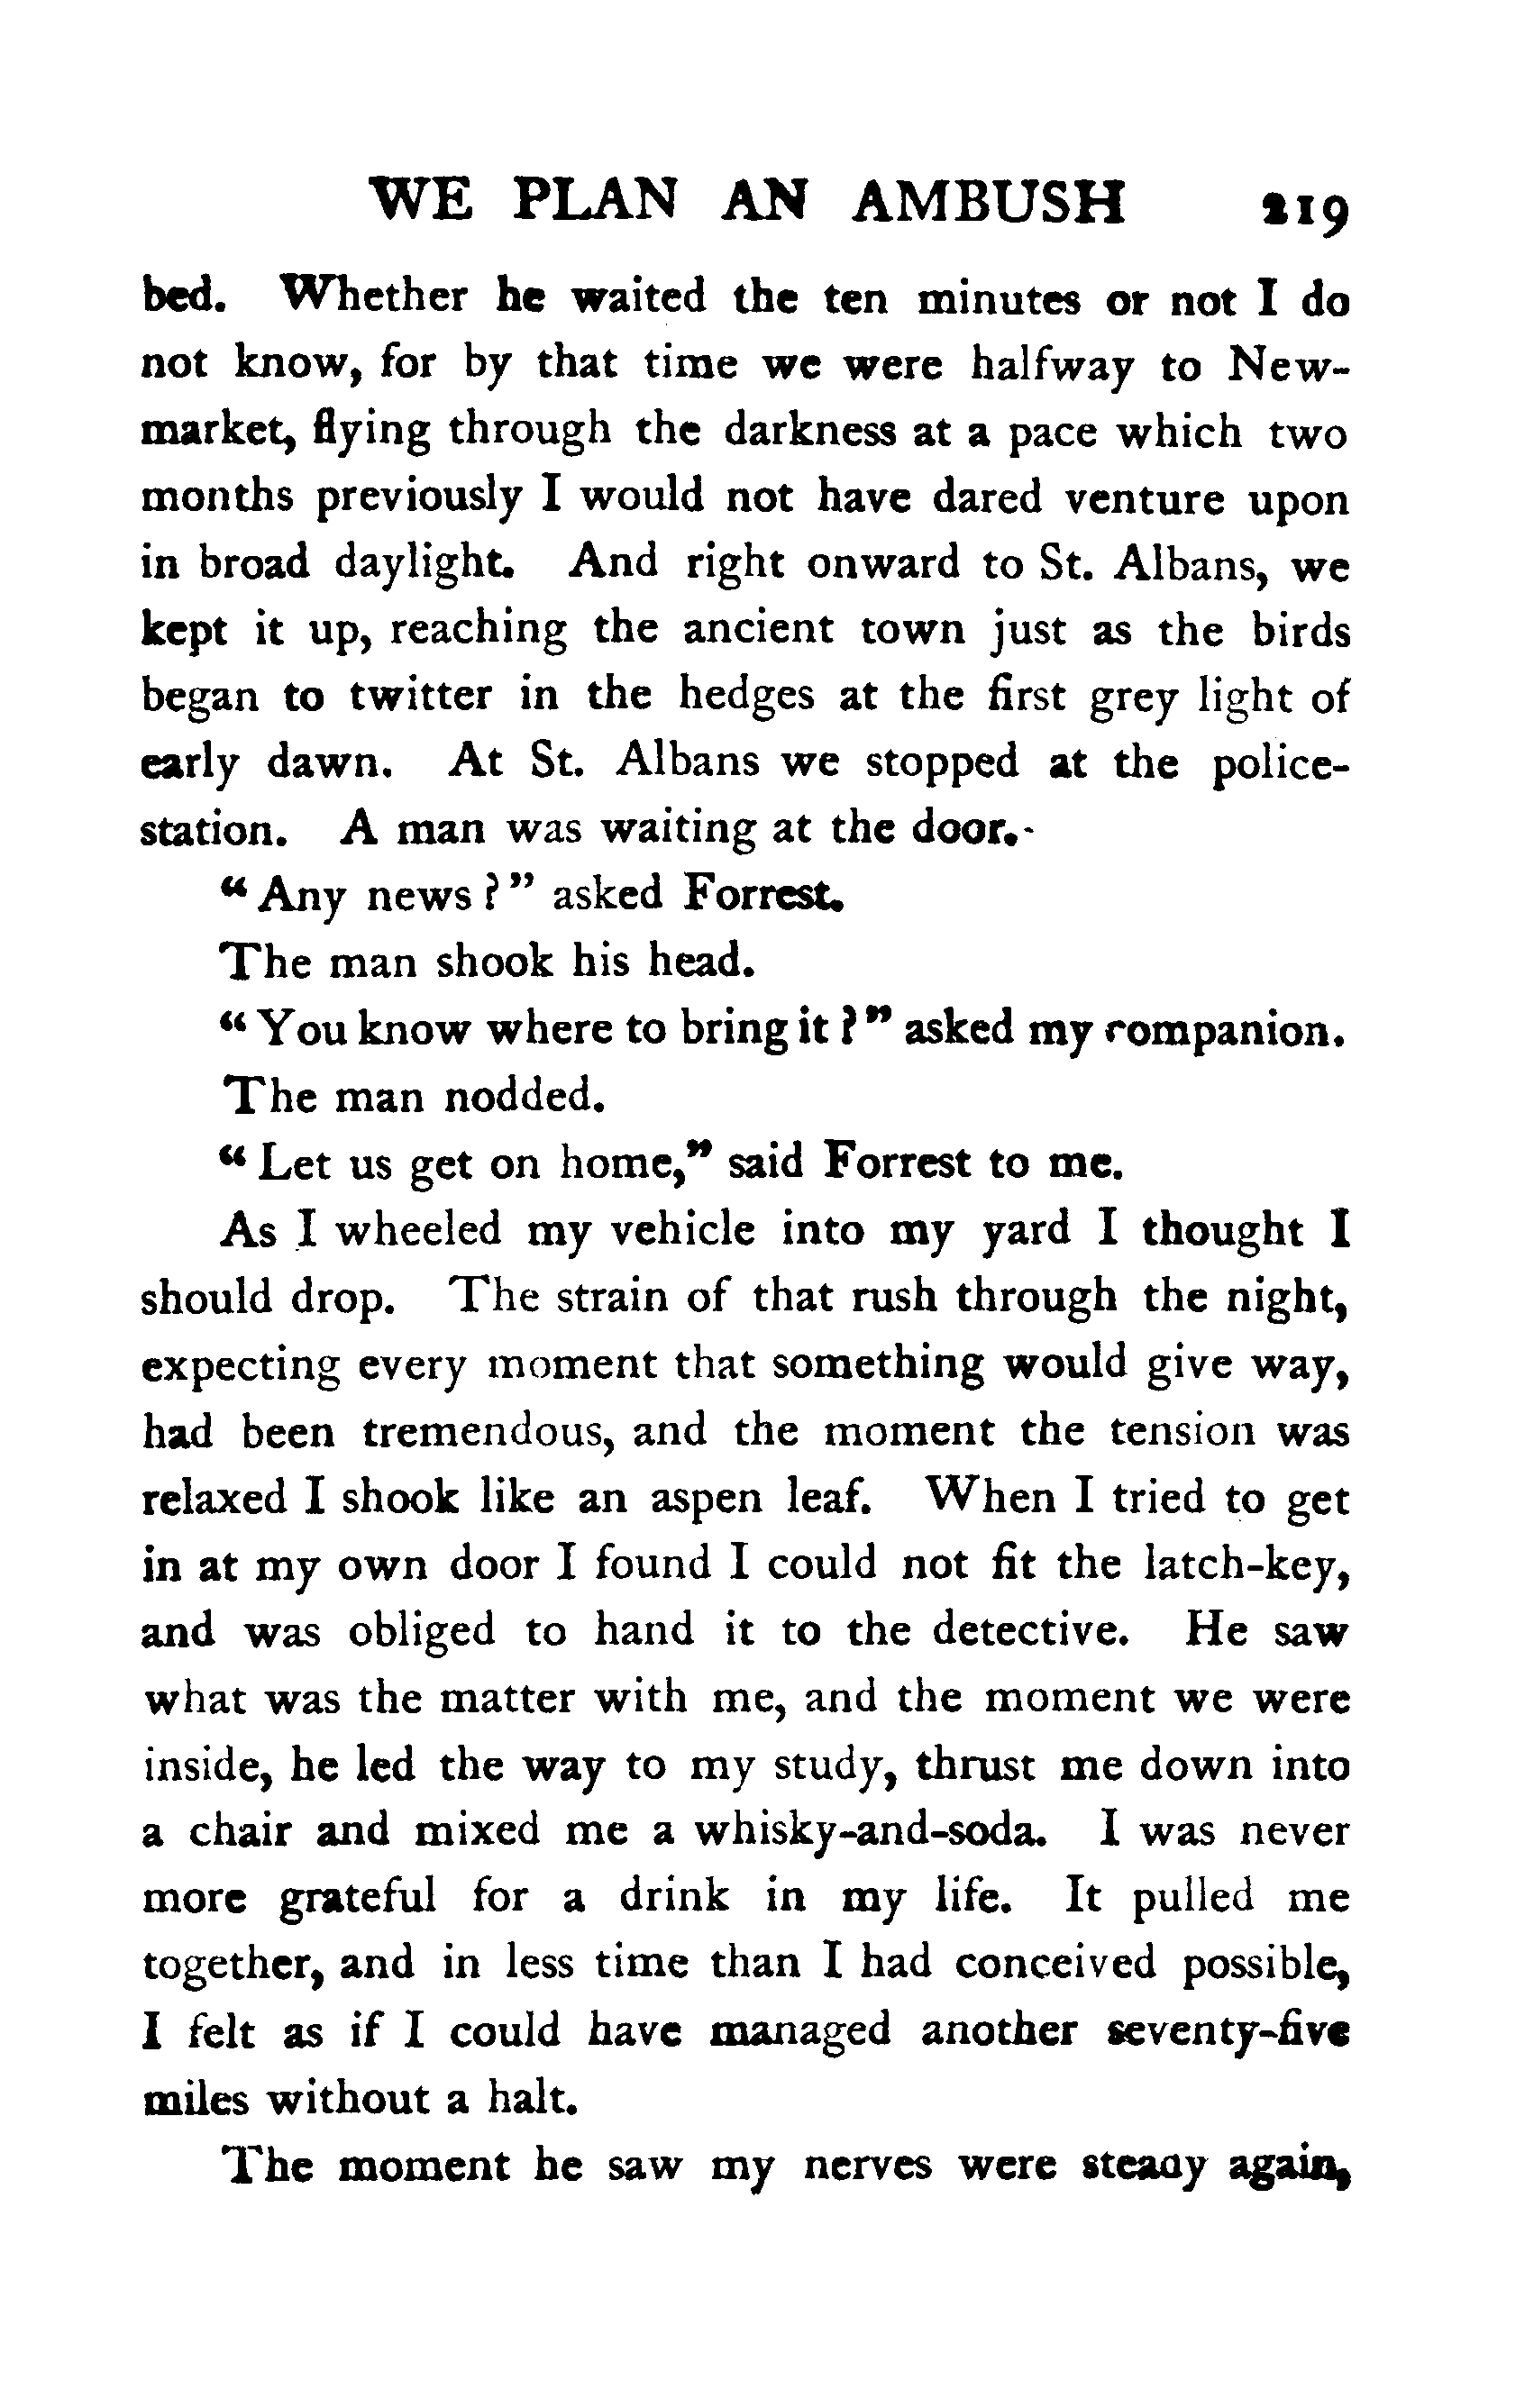 WE PLAN AN AMBUSH 219
bed. Whether he waited the ten minutes or not I do
not know, for by that time we were halfway to New-
market, flying through the darkness at a pace which two
months previously I would not have dared venture upon
in broad daylight. And right onward to St. Albans, we
kept it up, reaching the ancient town just as the birds
began to twitter in the hedges at the first grey light of
early dawn. At St. Albans we stopped at the police-
station. A man was waiting at the door.
“Any news?” asked Forrest.
The man shook his head.
“You know where to bring it?” asked my companion.
The man nodded.
“Let us get on home,” said Forrest to me.
As I wheeled my vehicle into my yard I thought I
should drop. The strain of that rush through the night,
expecting every moment that something would give way,
had been tremendous, and the moment the tension was
relaxed I shook like an aspen leaf. When I tried to get
in at my own door I found I could not fit the latch-key,
and was obliged to hand it to the detective. He saw
what was the matter with me, and the moment we were
inside, he led the way to my study, thrust me down into
a chair and mixed me a whisky-and-soda. I was never
more grateful for a drink in my life. It pulled me
together, and in less time than I had conceived possible,
I felt as if I could have managed another seventy-five
miles without a halt.
The moment he saw my nerves were steady again,